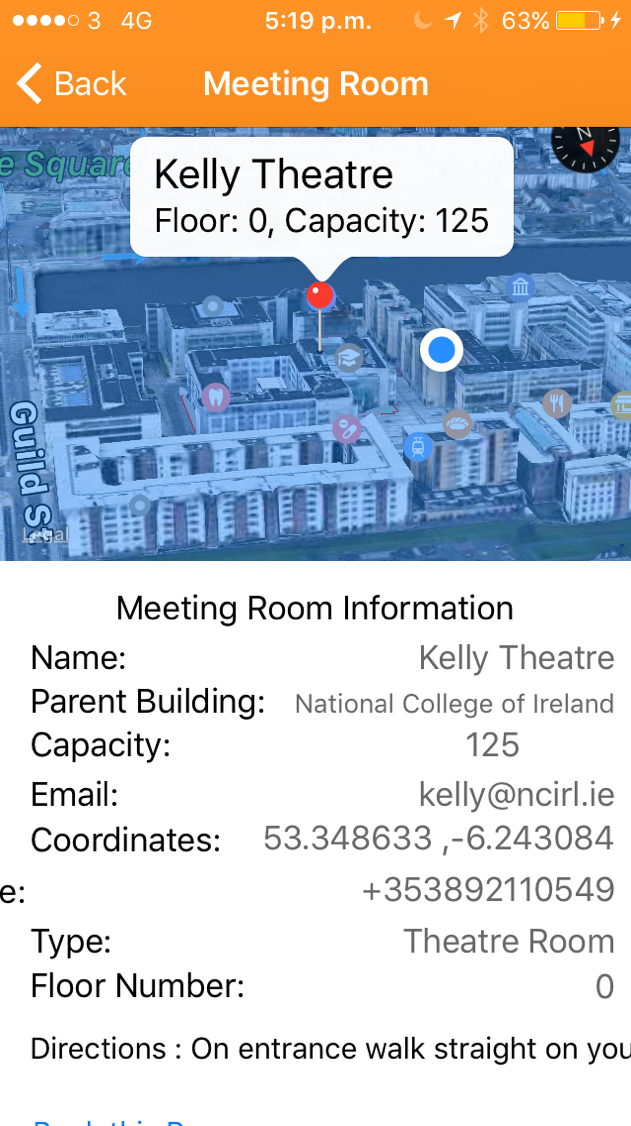 3 4G 5:19 p.m. 63%
Back Meeting Room
e Square
Kelly Theatre
Floor: 0, Capacity: 125
N
Guild S
Legal
Meeting Room Information
Name: Kelly Theatre
Parent Building: National College of Ireland
Capacity: 125
Email: kelly@ncirl.ie
Coordinates: 53.348633 ,-6.243084
e: +353892110549
Type: Theatre Room
Floor Number: 0
Directions : On entrance walk straight on you